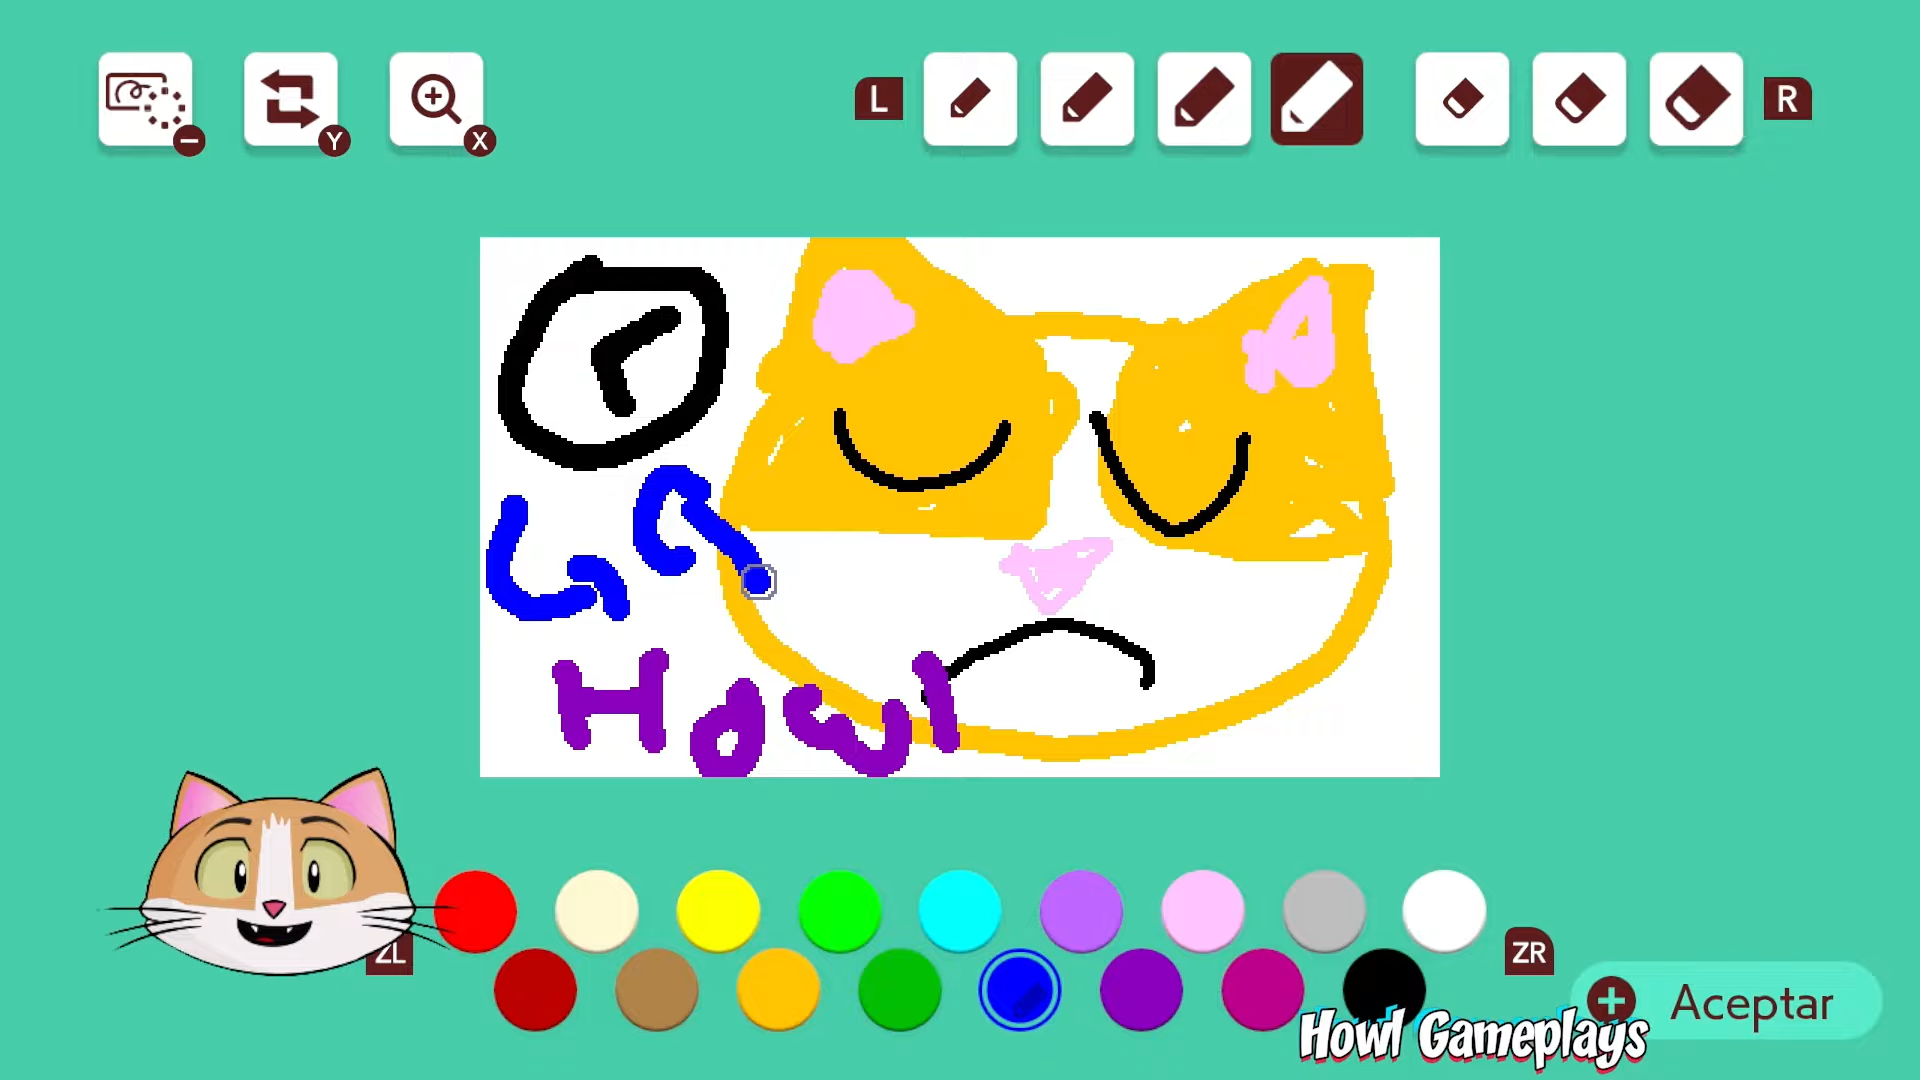 L R
- Y X
Howl
ZL ZR
+ Aceptar
Howl Gameplays